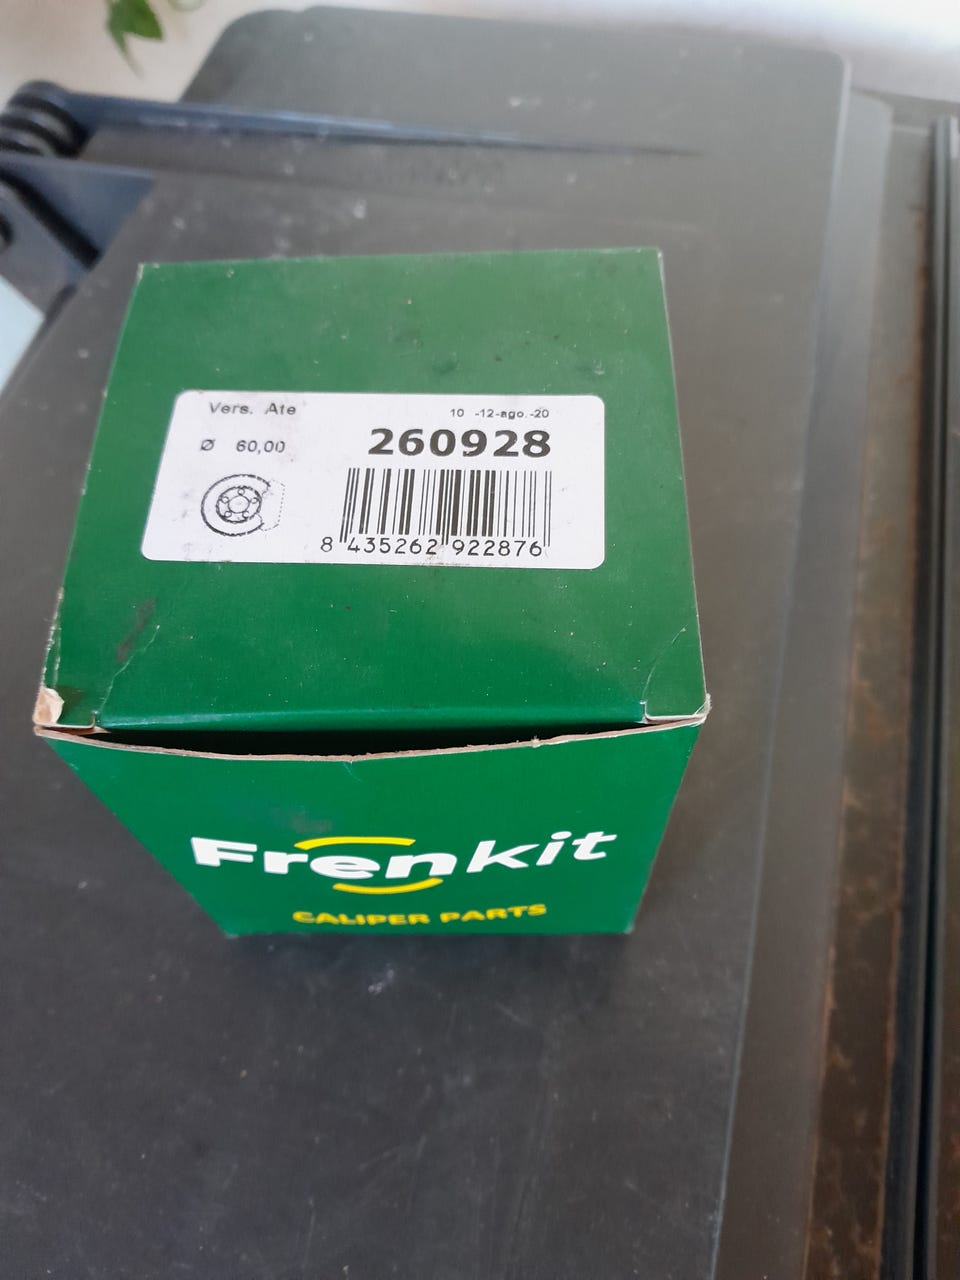 Vers. Ate
10 -12-ago.-20
Ø 60,00
260928
8 435262 922876
Frenkit
CALIPER PARTS